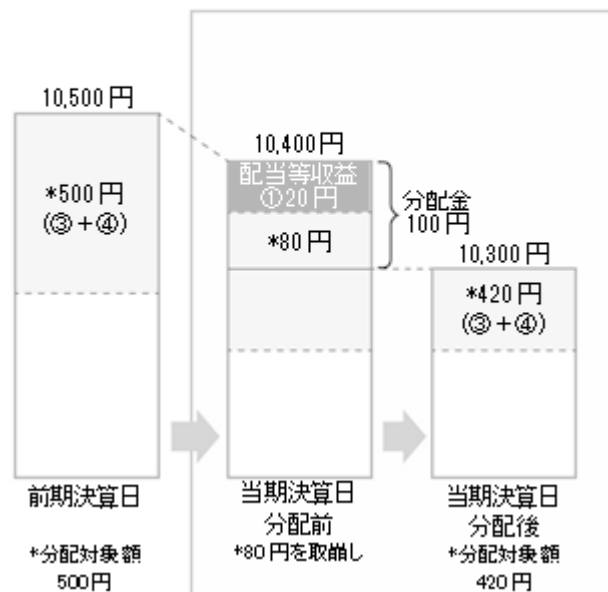 10,500円
*500円
(③+④)
前期決算日
*分配対象額
500円
10,400円
配当等収益
①20円
*80円
分配金
100円
当期決算日
分配前
*80円を取崩し
10,300円
*420円
(③+④)
当期決算日
分配後
*分配対象額
420円